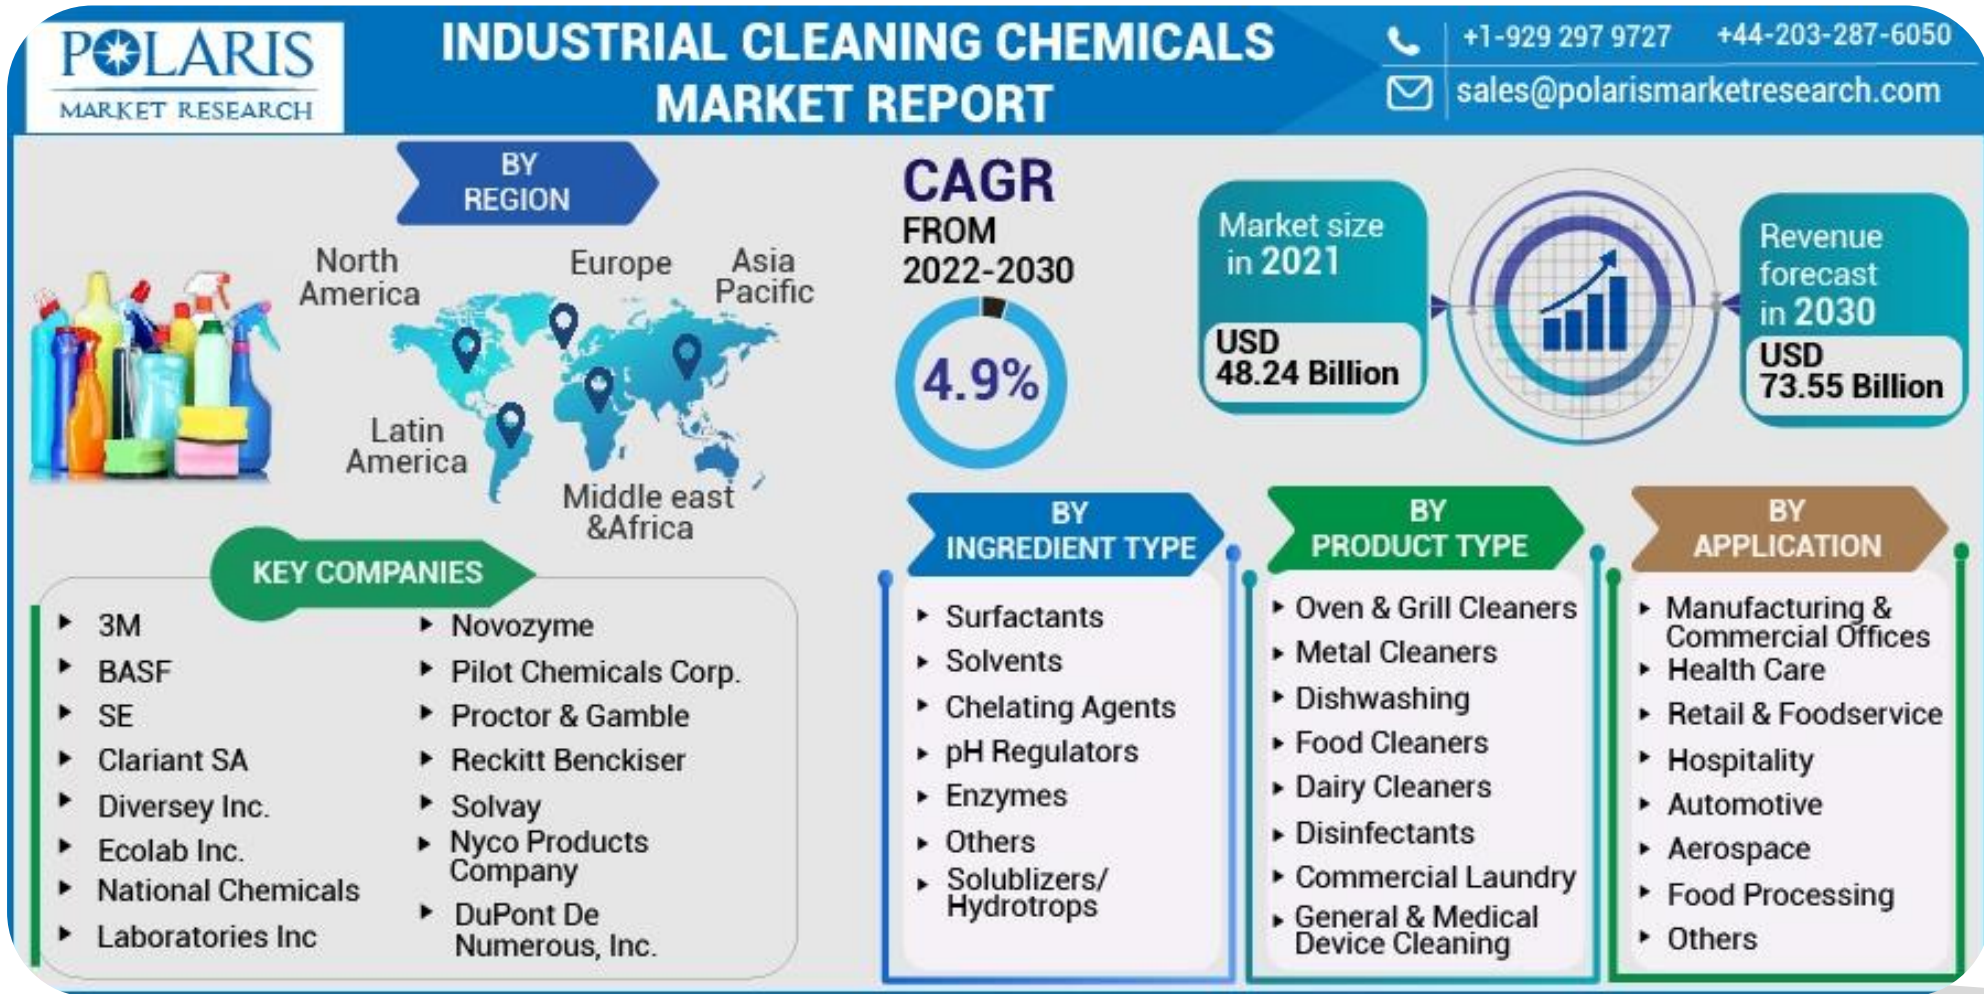 POLARIS
MARKET RESEARCH
INDUSTRIAL CLEANING CHEMICALS
MARKET REPORT
+1-929 297 9727 +44-203-287-6050
sales@polarismarketresearch.com
BY
REGION
North
America
Europe
Asia
Pacific
Latin
America
Middle east
&Africa
CAGR
FROM
2022-2030
4.9%
Market size
in 2021
USD
48.24 Billion
Revenue
forecast
in 2030
USD
73.55 Billion
KEY COMPANIES
3M
BASF
SE
Clariant SA
Diversey Inc.
Ecolab Inc.
National Chemicals
Laboratories Inc
Novozyme
Pilot Chemicals Corp.
Proctor & Gamble
Reckitt Benckiser
Solvay
Nyco Products
Company
DuPont De
Numerous, Inc.
BY
INGREDIENT TYPE
Surfactants
Solvents
Chelating Agents
pH Regulators
Enzymes
Others
Solublizers/
Hydrotrops
BY
PRODUCT TYPE
Oven & Grill Cleaners
Metal Cleaners
Dishwashing
Food Cleaners
Dairy Cleaners
Disinfectants
Commercial Laundry
General & Medical
Device Cleaning
BY
APPLICATION
Manufacturing &
Commercial Offices
Health Care
Retail & Foodservice
Hospitality
Automotive
Aerospace
Food Processing
Others